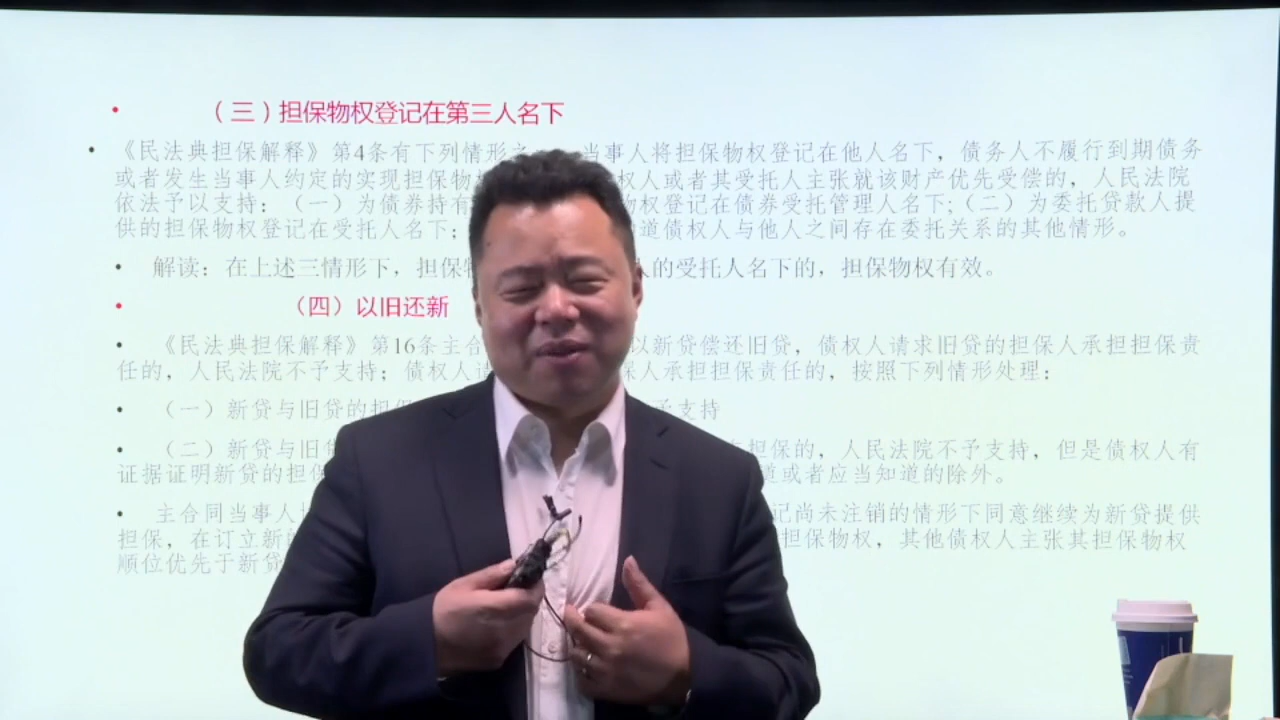 • （三）担保物权登记在第三人名下
• 《民法典担保解释》第4条有下列情形之 当事人将担保物权登记在他人名下，债务人不履行到期债务
或者发生当事人约定的实现担保物 权人或者其受托人主张就该财产优先受偿的，人民法院
依法予以支持：（一）为债券持有 物权登记在债券受托管理人名下；（二）为委托贷款人提
供的担保物权登记在受托人名下； 道债权人与他人之间存在委托关系的其他情形。
• 解读：在上述三情形下，担保物 人的受托人名下的，担保物权有效。
• （四）以旧还新
• 《民法典担保解释》第16条主合 以新贷偿还旧贷，债权人请求旧贷的担保人承担担保责
任的，人民法院不予支持；债权人请 保人承担担保责任的，按照下列情形处理：
• （一）新贷与旧贷的担保 予支持
• （二）新贷与旧贷 担保的，人民法院不予支持，但是债权人有
证据证明新贷的担保 道或者应当知道的除外。
• 主合同当事人 记尚未注销的情形下同意继续为新贷提供
担保，在订立新的 担保物权，其他债权人主张其担保物权
顺位优先于新贷